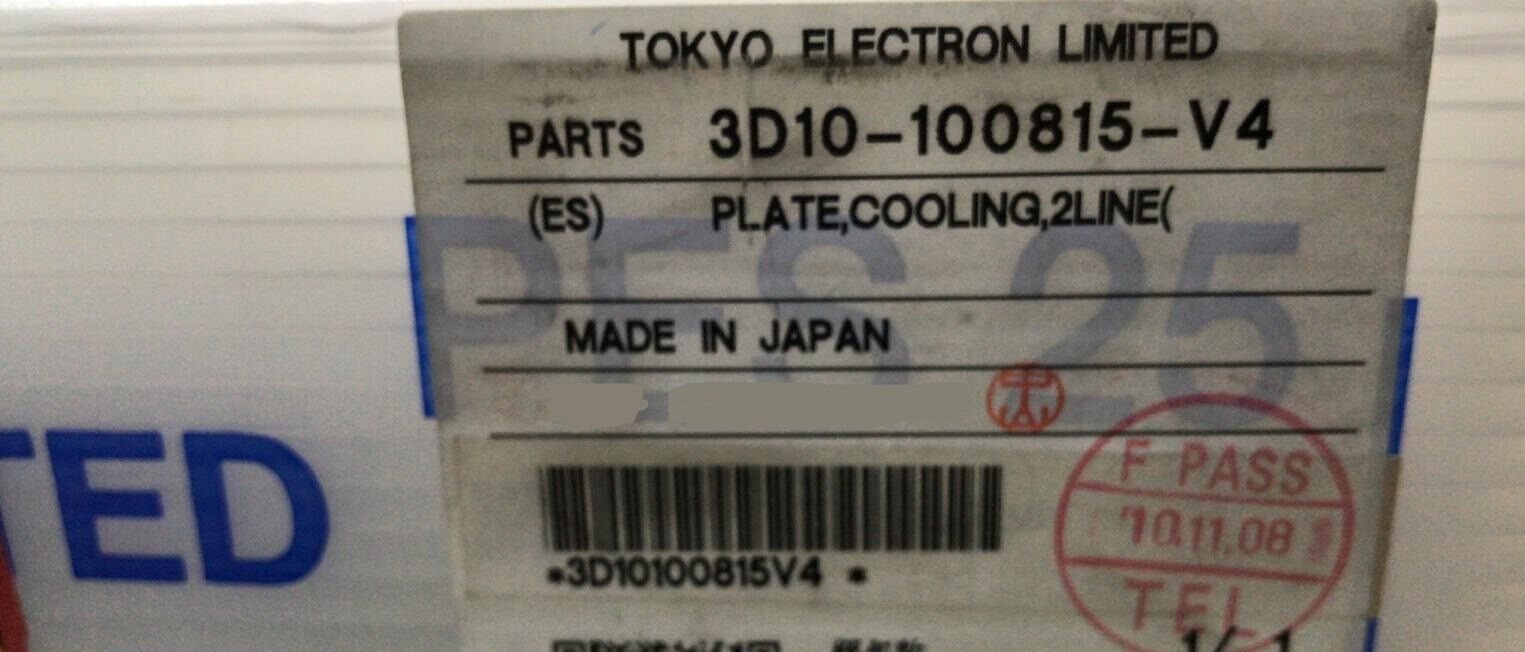 TOKYO ELECTRON LIMITED
PARTS 3D10-100815-V4
(ES) PLATE,COOLING,2LINE(
PFS 25
MADE IN JAPAN
TED
F PASS
'10.11.08
*3D10100815V4 *
TEL
1/ 1